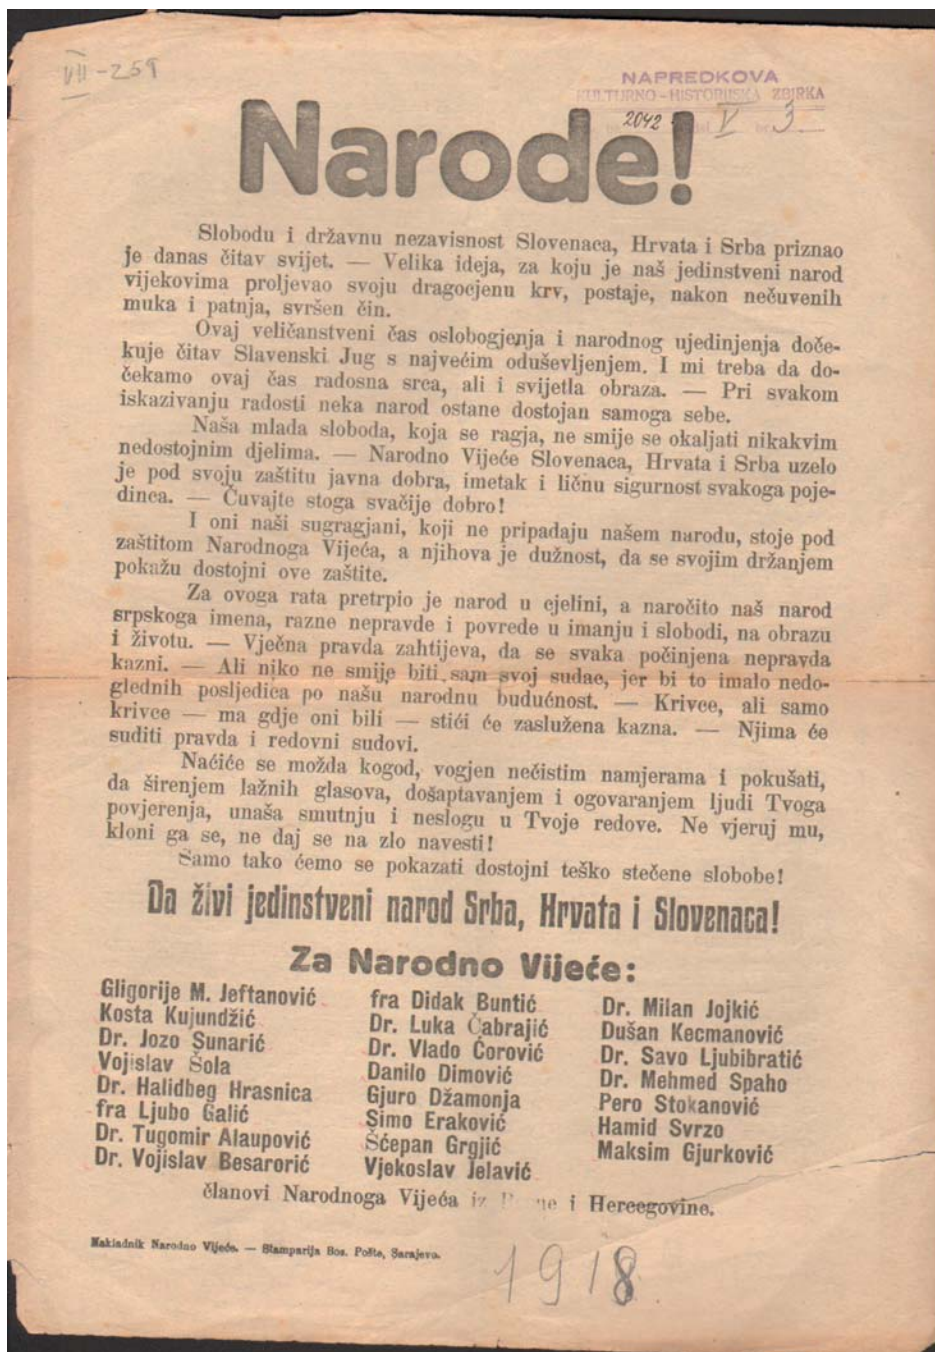 VII - 259
NAPREDKOVA
KULTURNO-HISTORIJSKA ZBIRKA
2042 V br. 3
Narode!
Slobodu i državnu nezavisnost Slovenaca, Hrvata i Srba priznao
je danas čitav svijet. — Velika ideja, za koju je naš jedinstveni narod
vijekovima proljevao svoju dragocjenu krv, postaje, nakon nečuvenih
muka i patnja, svršen čin.
Ovaj veličanstveni čas oslobogjenja i narodnog ujedinjenja doče-
kuje čitav Slavenski Jug s najvećim oduševljenjem. I mi treba da do-
čekamo ovaj čas radosna srca, ali i svijetla obraza. — Pri svakom
iskazivanju radosti neka narod ostane dostojan samoga sebe.
Naša mlada sloboda, koja se ragja, ne smije se okaljati nikakvim
nedostojnim djelima. — Narodno Vijeće Slovenaca, Hrvata i Srba uzelo
je pod svoju zaštitu javna dobra, imetak i ličnu sigurnost svakoga poje-
dinca. — Čuvajte stoga svačije dobro!
I oni naši sugragjani, koji ne pripadaju našem narodu, stoje pod
zaštitom Narodnoga Vijeća, a njihova je dužnost, da se svojim držanjem
pokažu dostojni ove zaštite.
Za ovoga rata pretrpio je narod u cjelini, a naročito naš narod
srpskoga imena, razne nepravde i povrede u imanju i slobodi, na obrazu
i životu. — Vječna pravda zahtijeva, da se svaka počinjena nepravda
kazni. — Ali niko ne smije biti sam svoj sudac, jer bi to imalo nedo-
glednih posljedica po našu narodnu budućnost. — Krivce, ali samo
krivce — ma gdje oni bili — stići će zaslužena kazna. — Njima će
suditi pravda i redovni sudovi.
Naćiće se možda kogod, vogjen nečistim namjerama i pokušati,
da širenjem lažnih glasova, došaptavanjem i ogovaranjem ljudi Tvoga
povjerenja, unaša smutnju i neslogu u Tvoje redove. Ne vjeruj mu,
kloni ga se, ne daj se na zlo navesti!
Samo tako ćemo se pokazati dostojni teško stečene slobobe!
Da živi jedinstveni narod Srba, Hrvata i Slovenaca!
Za Narodno Vijeće:
Gligorije M. Jeftanović
Kosta Kujundžić
Dr. Jozo Sunarić
Vojislav Šola
Dr. Halidbeg Hrasnica
fra Ljubo Galić
Dr. Tugomir Alaupović
Dr. Vojislav Besarorić
fra Didak Buntić
Dr. Luka Čabrajić
Dr. Vlado Ćorović
Danilo Dimović
Gjuro Džamonja
Simo Eraković
Šćepan Grgjić
Vjekoslav Jelavić
Dr. Milan Jojkić
Dušan Kecmanović
Dr. Savo Ljubibratić
Dr. Mehmed Spaho
Pero Stokanović
Hamid Svrzo
Maksim Gjurković
članovi Narodnoga Vijeća iz i Hercegovine.
Nakladnik Narodno Vijeće. — Štamparija Bos. Pošte, Sarajevo.
1918